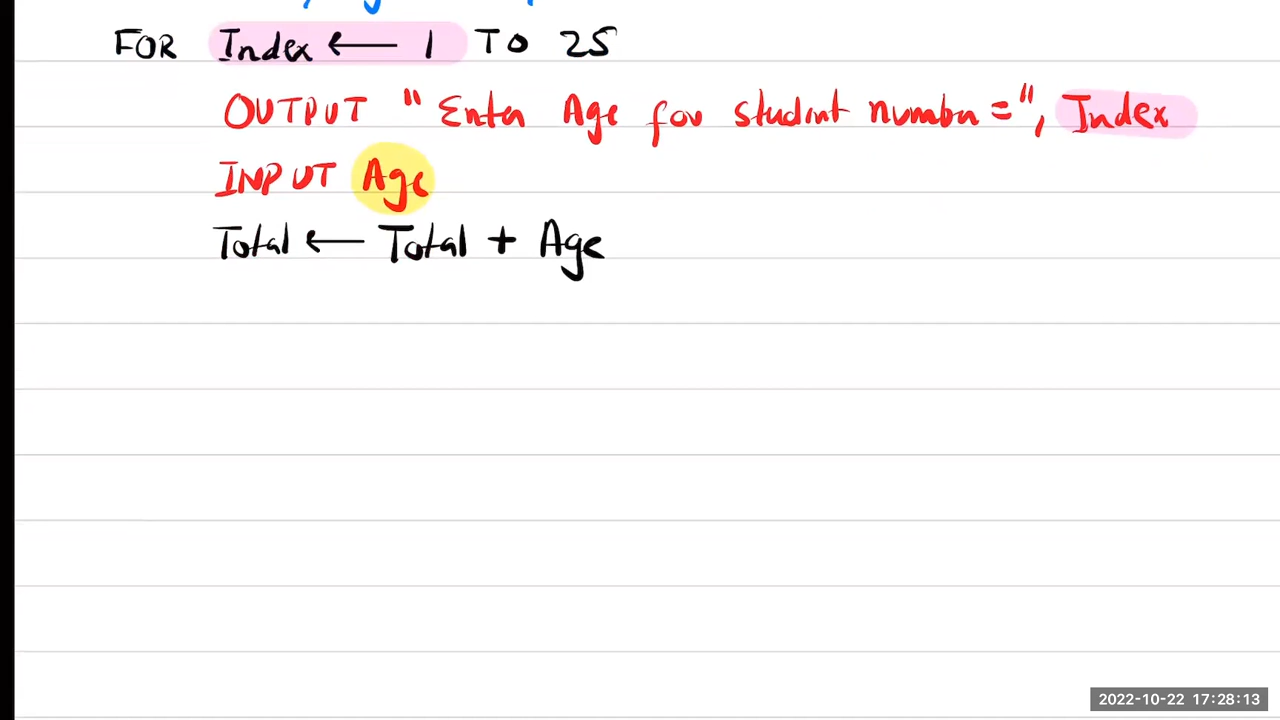 FOR Index ← 1 TO 25
OUTPUT "Enter Age for student number=", Index
INPUT Age
Total ← Total + Age
2022-10-22 17:28:13